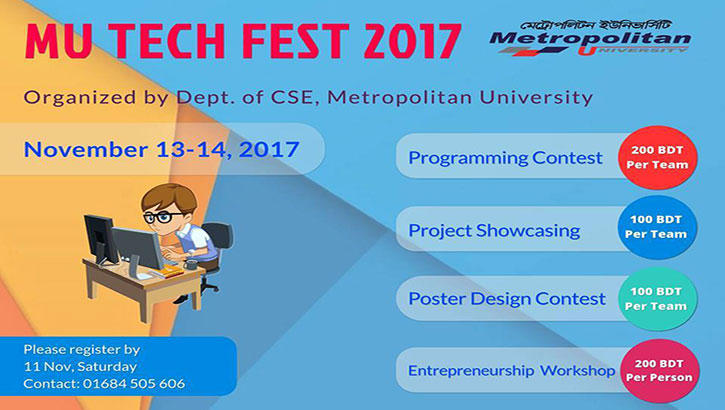 MU TECH FEST 2017
মেট্রোপলিটন ইউনিভার্সিটি
Metropolitan
UNIVERSITY
Organized by Dept. of CSE, Metropolitan University
November 13-14, 2017
Programming Contest
200 BDT
Per Team
Project Showcasing
100 BDT
Per Team
Poster Design Contest
100 BDT
Per Team
Entrepreneurship Workshop
200 BDT
Per Person
Please register by
11 Nov, Saturday
Contact: 01684 505 606